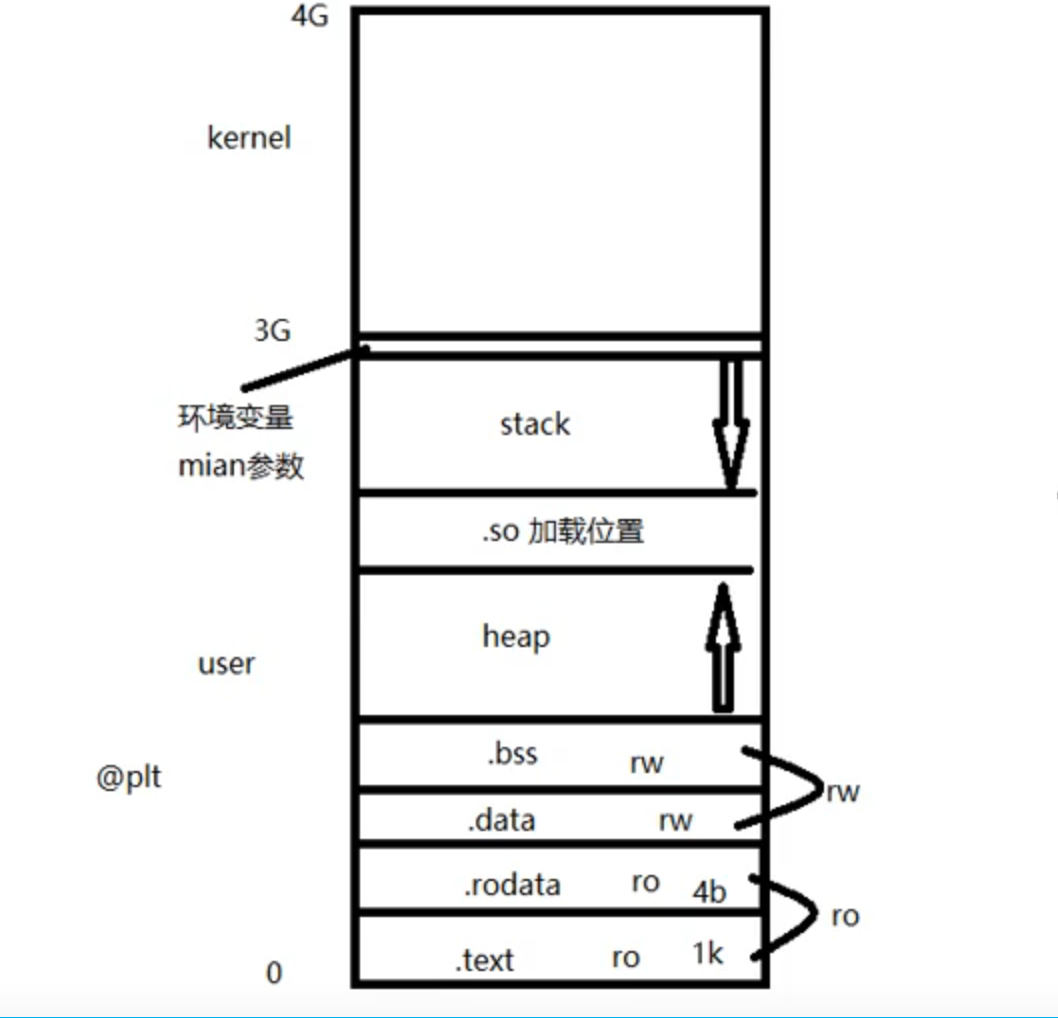 4G
kernel
3G
环境变量
mian参数
stack
.so 加载位置
heap
user
.bss rw
@plt
rw
.data rw
.rodata ro 4b
ro
.text ro 1k
0